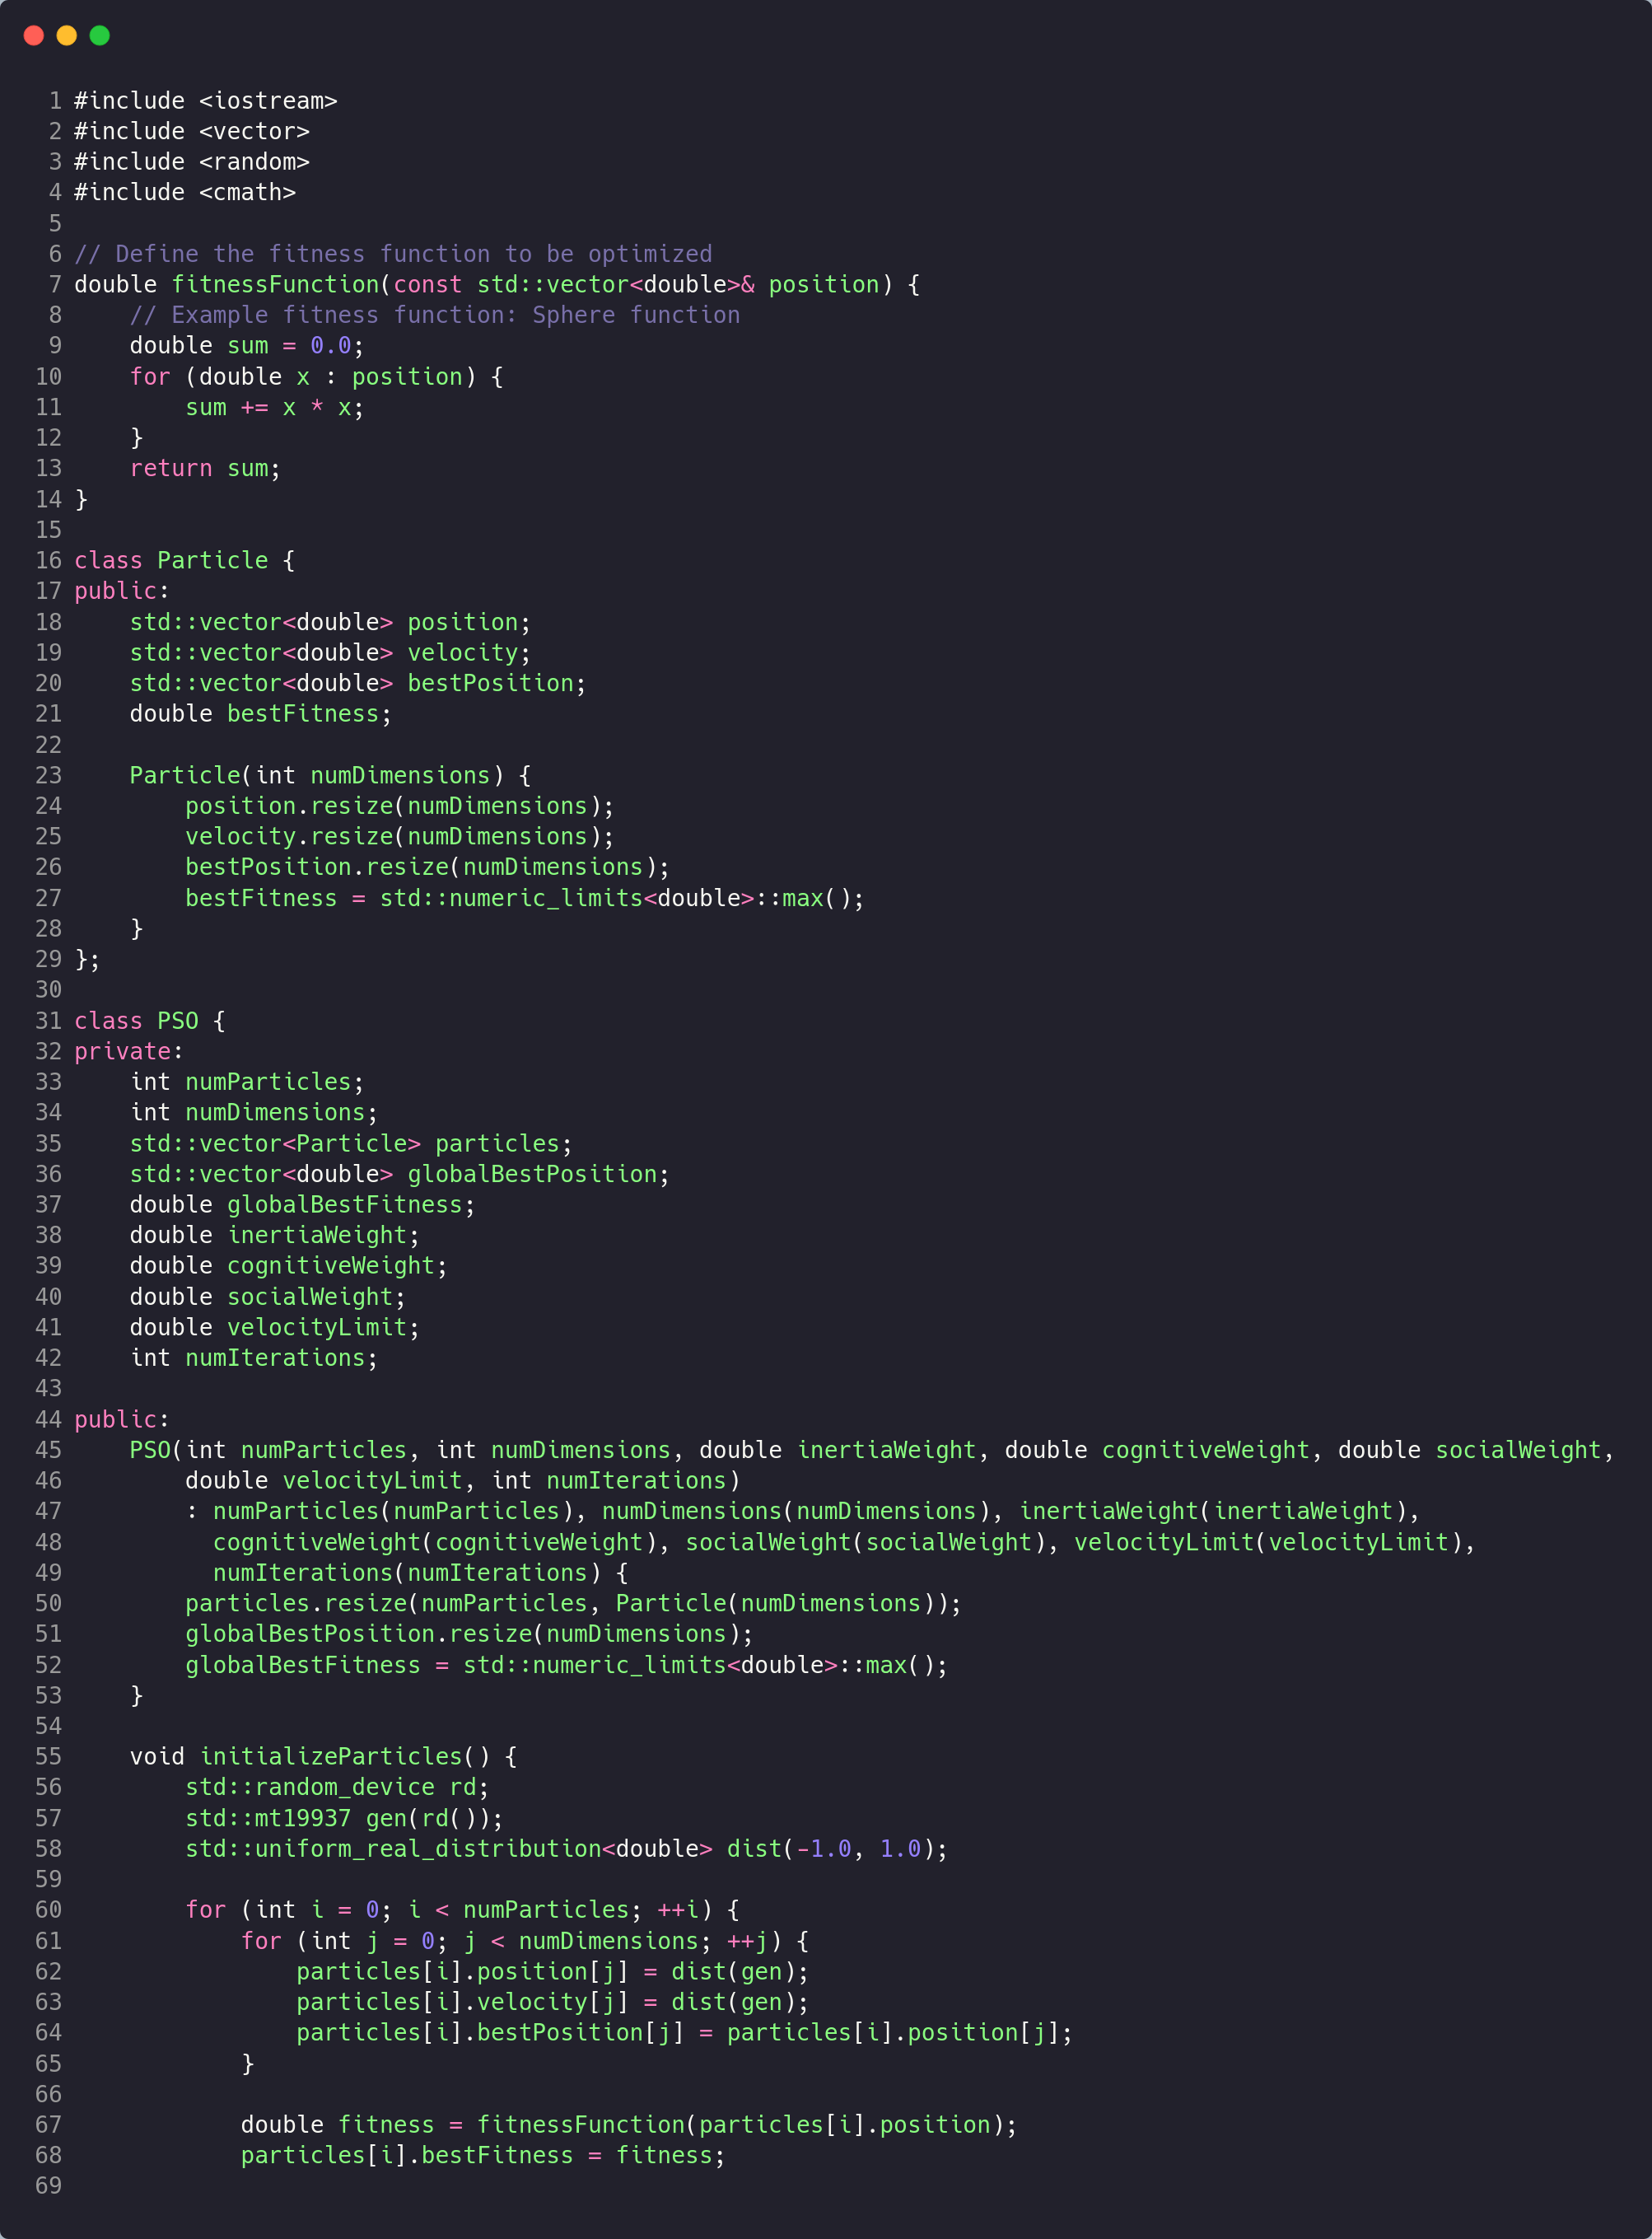 1 #include <iostream>
2 #include <vector>
3 #include <random>
4 #include <cmath>
5
6 // Define the fitness function to be optimized
7 double fitnessFunction(const std::vector<double>& position) {
8     // Example fitness function: Sphere function
9     double sum = 0.0;
10     for (double x : position) {
11         sum += x * x;
12     }
13     return sum;
14 }
15
16 class Particle {
17 public:
18     std::vector<double> position;
19     std::vector<double> velocity;
20     std::vector<double> bestPosition;
21     double bestFitness;
22
23     Particle(int numDimensions) {
24         position.resize(numDimensions);
25         velocity.resize(numDimensions);
26         bestPosition.resize(numDimensions);
27         bestFitness = std::numeric_limits<double>::max();
28     }
29 };
30
31 class PSO {
32 private:
33     int numParticles;
34     int numDimensions;
35     std::vector<Particle> particles;
36     std::vector<double> globalBestPosition;
37     double globalBestFitness;
38     double inertiaWeight;
39     double cognitiveWeight;
40     double socialWeight;
41     double velocityLimit;
42     int numIterations;
43
44 public:
45     PSO(int numParticles, int numDimensions, double inertiaWeight, double cognitiveWeight, double socialWeight,
46         double velocityLimit, int numIterations)
47         : numParticles(numParticles), numDimensions(numDimensions), inertiaWeight(inertiaWeight),
48           cognitiveWeight(cognitiveWeight), socialWeight(socialWeight), velocityLimit(velocityLimit),
49           numIterations(numIterations) {
50         particles.resize(numParticles, Particle(numDimensions));
51         globalBestPosition.resize(numDimensions);
52         globalBestFitness = std::numeric_limits<double>::max();
53     }
54
55     void initializeParticles() {
56         std::random_device rd;
57         std::mt19937 gen(rd());
58         std::uniform_real_distribution<double> dist(-1.0, 1.0);
59
60         for (int i = 0; i < numParticles; ++i) {
61             for (int j = 0; j < numDimensions; ++j) {
62                 particles[i].position[j] = dist(gen);
63                 particles[i].velocity[j] = dist(gen);
64                 particles[i].bestPosition[j] = particles[i].position[j];
65             }
66
67             double fitness = fitnessFunction(particles[i].position);
68             particles[i].bestFitness = fitness;
69